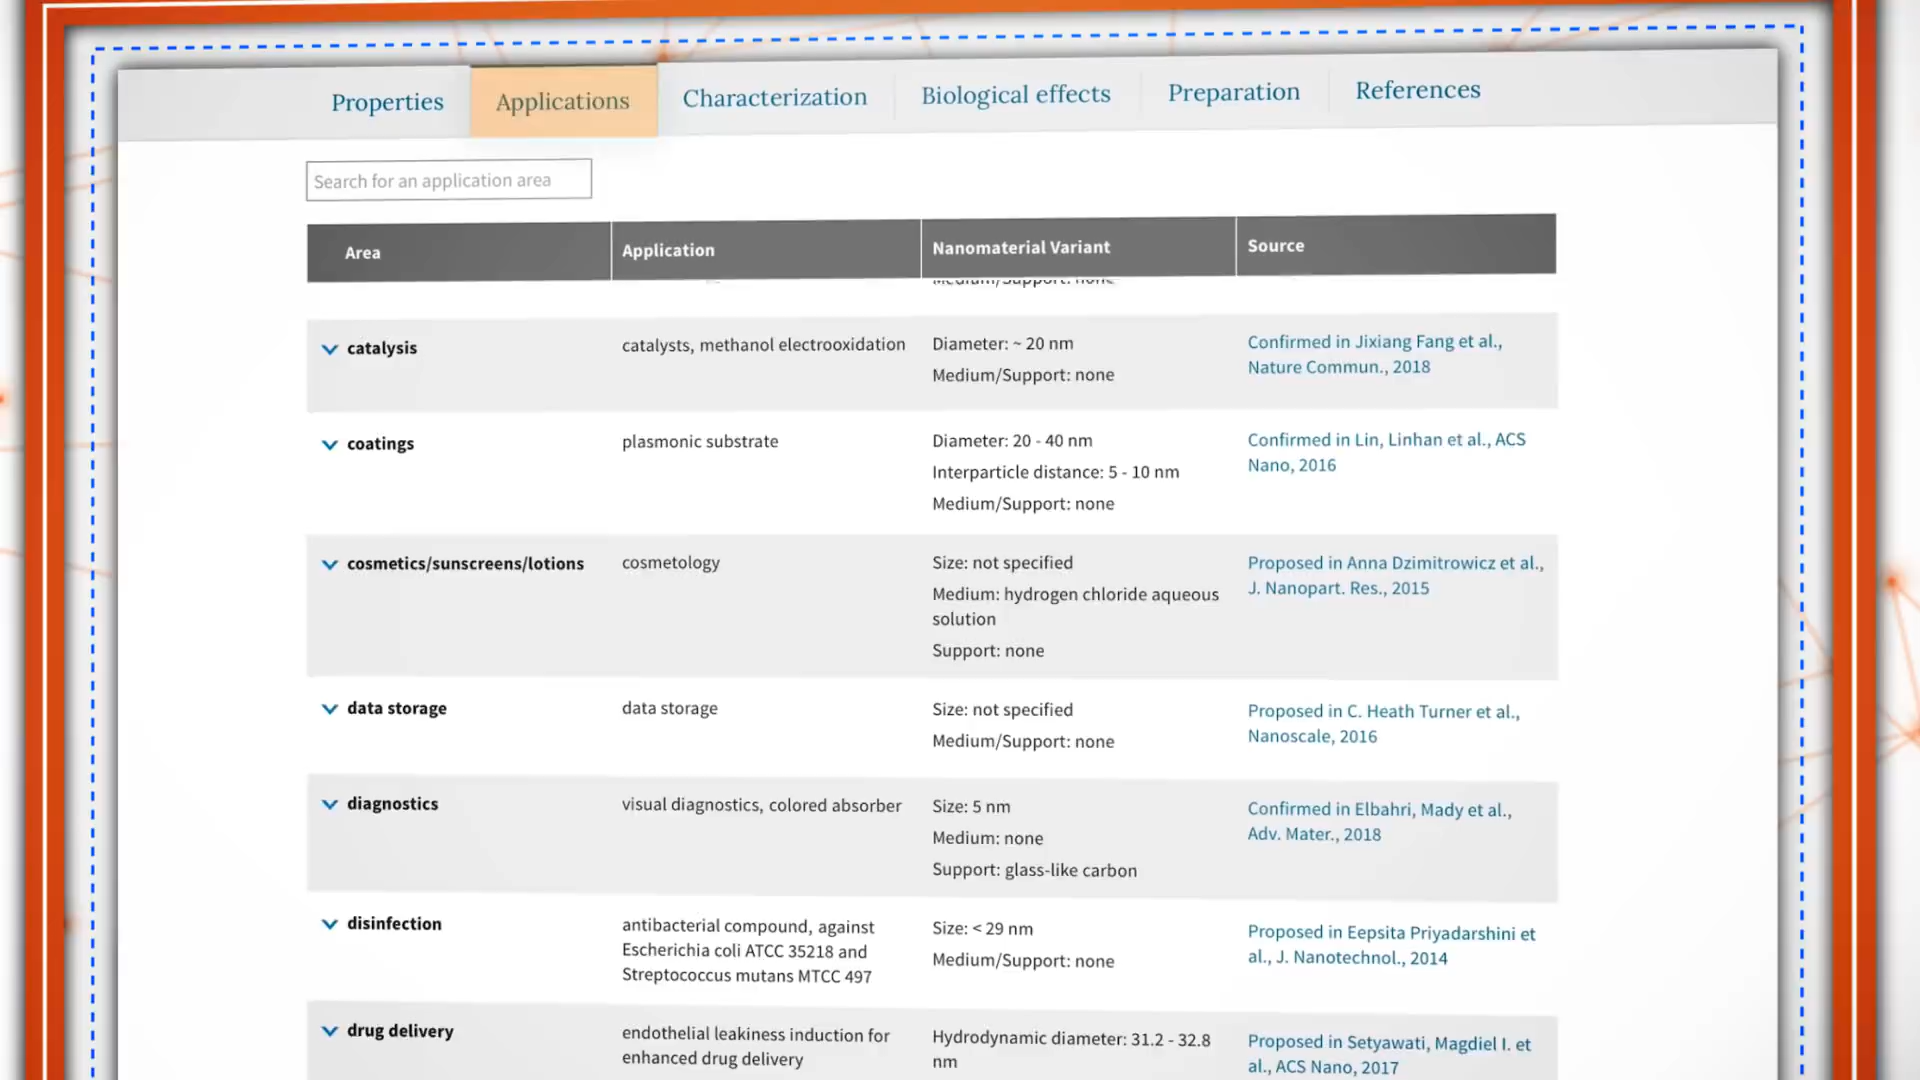 Properties
Applications
Characterization
Biological effects
Preparation
References
Search for an application area
Area
Application
Nanomaterial Variant
Source
Medium/Support: none
catalysis
catalysts, methanol electrooxidation
Diameter: ~ 20 nm
Medium/Support: none
Confirmed in Jixiang Fang et al.,
Nature Commun., 2018
coatings
plasmonic substrate
Diameter: 20 - 40 nm
Interparticle distance: 5 - 10 nm
Medium/Support: none
Confirmed in Lin, Linhan et al., ACS
Nano, 2016
cosmetics/sunscreens/lotions
cosmetology
Size: not specified
Medium: hydrogen chloride aqueous
solution
Support: none
Proposed in Anna Dzimitrowicz et al.,
J. Nanopart. Res., 2015
data storage
data storage
Size: not specified
Medium/Support: none
Proposed in C. Heath Turner et al.,
Nanoscale, 2016
diagnostics
visual diagnostics, colored absorber
Size: 5 nm
Medium: none
Support: glass-like carbon
Confirmed in Elbahri, Mady et al.,
Adv. Mater., 2018
disinfection
antibacterial compound, against
Escherichia coli ATCC 35218 and
Streptococcus mutans MTCC 497
Size: < 29 nm
Medium/Support: none
Proposed in Eepsita Priyadarshini et
al., J. Nanotechnol., 2014
drug delivery
endothelial leakiness induction for
enhanced drug delivery
Hydrodynamic diameter: 31.2 - 32.8
nm
Proposed in Setyawati, Magdiel I. et
al., ACS Nano, 2017